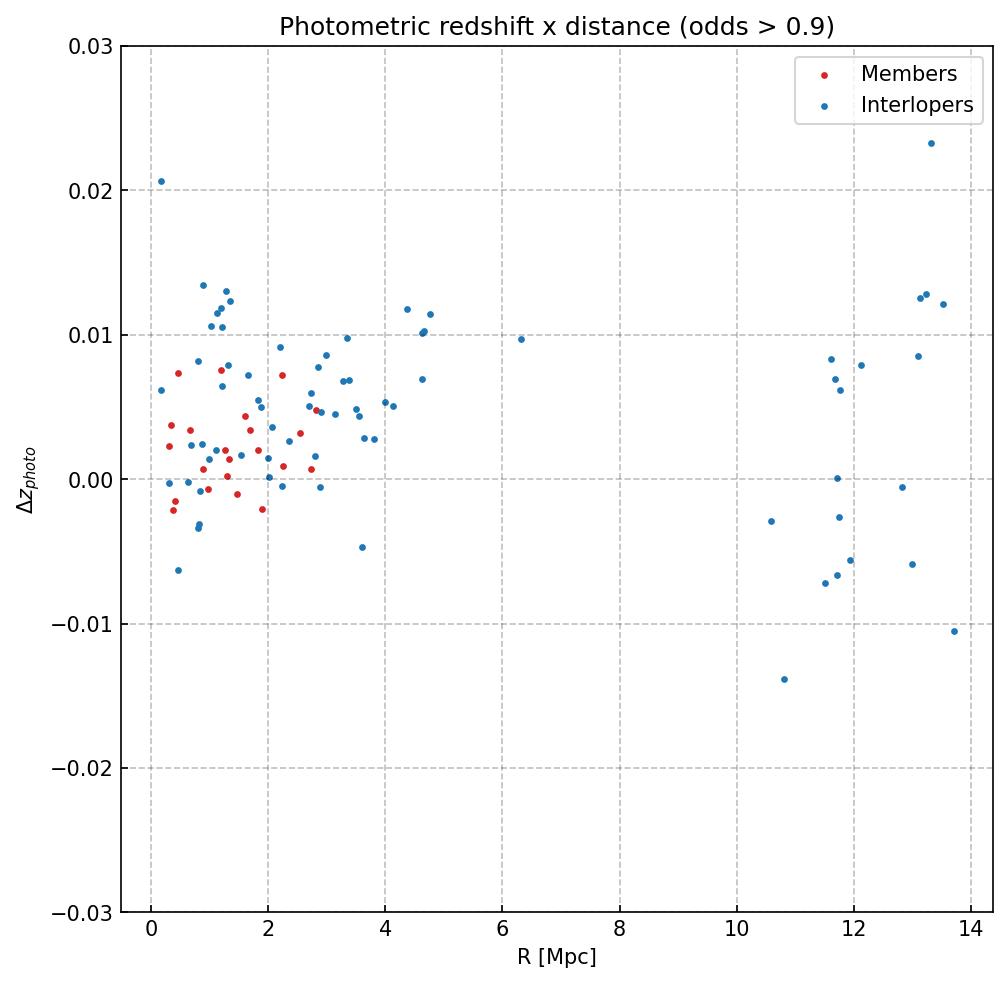 Photometric redshift x distance (odds > 0.9)
0.03
Members
Interlopers
0.02
0.01
0.00
−0.01
−0.02
−0.03
Δz_photo
0 2 4 6 8 10 12 14
R [Mpc]